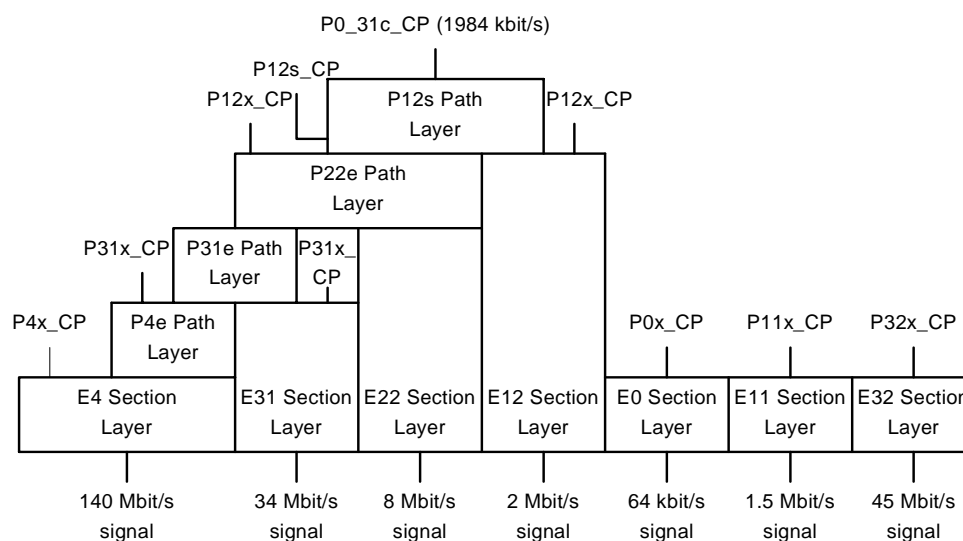 P0_31c_CP (1984 kbit/s)
P12s_CP
P12x_CP
P12s Path
Layer
P12x_CP
P22e Path
Layer
P31x_CP
P31e Path
Layer
P31x_
CP
P4x_CP
P4e Path
Layer
P0x_CP
P11x_CP
P32x_CP
E4 Section
Layer
E31 Section
Layer
E22 Section
Layer
E12 Section
Layer
E0 Section
Layer
E11 Section
Layer
E32 Section
Layer
140 Mbit/s
signal
34 Mbit/s
signal
8 Mbit/s
signal
2 Mbit/s
signal
64 kbit/s
signal
1.5 Mbit/s
signal
45 Mbit/s
signal